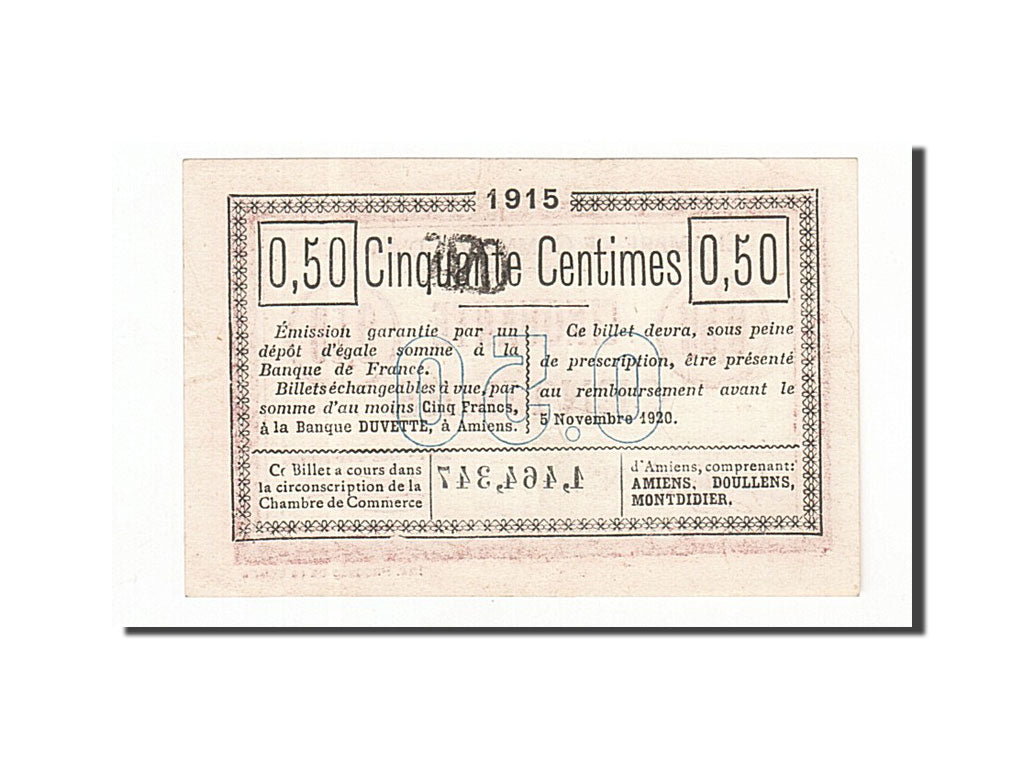 1915
0,50 Cinquante Centimes 0,50
Émission garantie par un
dépôt d'égale somme à la
Banque de France.
Billets échangeables à vue, par
somme d'au moins Cinq Francs,
à la Banque DUVETTE, à Amiens.
Ce billet devra, sous peine
de prescription, être présenté
au remboursement avant le
5 Novembre 1920.
0.50
Ce Billet a cours dans
la circonscription de la
Chambre de Commerce
1,464,347
d'Amiens, comprenant:
AMIENS, DOULLENS,
MONTDIDIER.